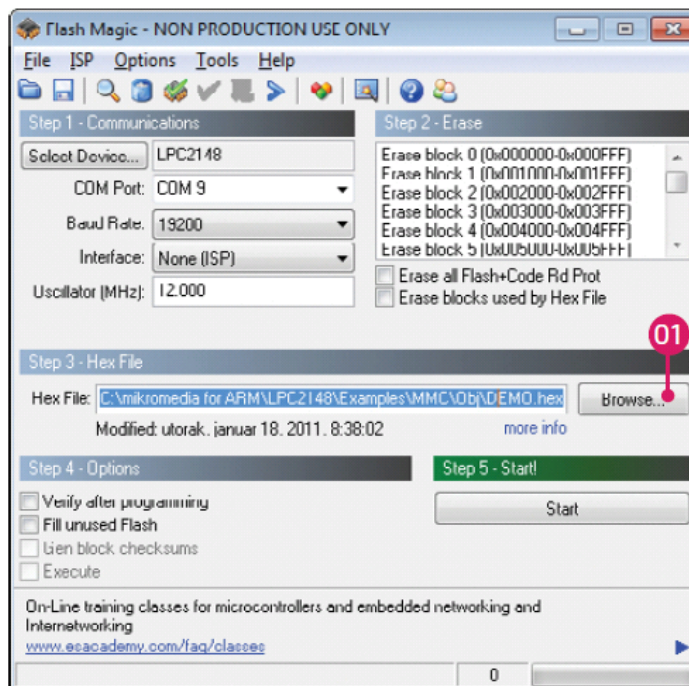 Flash Magic - NON PRODUCTION USE ONLY
File ISP Options Tools Help
Step 1 - Communications
Select Device... LPC2148
COM Port: COM 9
Baud Rate: 19200
Interface: None (ISP)
Oscillator (MHz): 12.000
Step 2 - Erase
Erase block 0 (0x000000-0x000FFF)
Erase block 1 (0x001000-0x001FFF)
Erase block 2 (0x002000-0x002FFF)
Erase block 3 (0x003000-0x003FFF)
Erase block 4 (0x004000-0x004FFF)
Erase block 5 (0x005000-0x005FFF)
Erase all Flash+Code Rd Prot
Erase blocks used by Hex File
01
Step 3 - Hex File
Hex File: C:\mikromedia for ARM\LPC2148\Examples\MMC\Obj\DEMO.hex Browse...
Modified: utorak, januar 18, 2011, 8:38:02 more info
Step 4 - Options
Verify after programming
Fill unused Flash
Gen block checksums
Execute
Step 5 - Start!
Start
On-Line training classes for microcontrollers and embedded networking and
Internetworking
www.esacademy.com/faq/classes
0